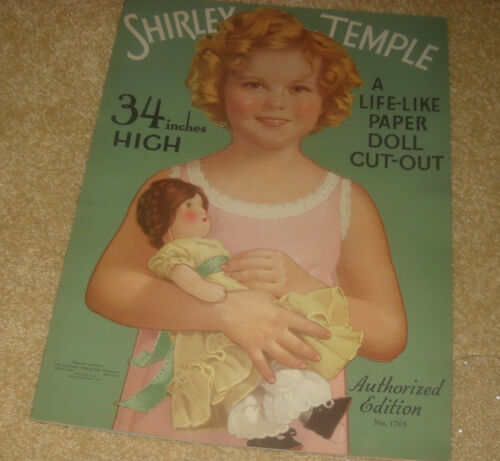 SHIRLEY TEMPLE
34 inches
HIGH
A
LIFE-LIKE
PAPER
DOLL
CUT-OUT
Authorized
Edition
No. 1765